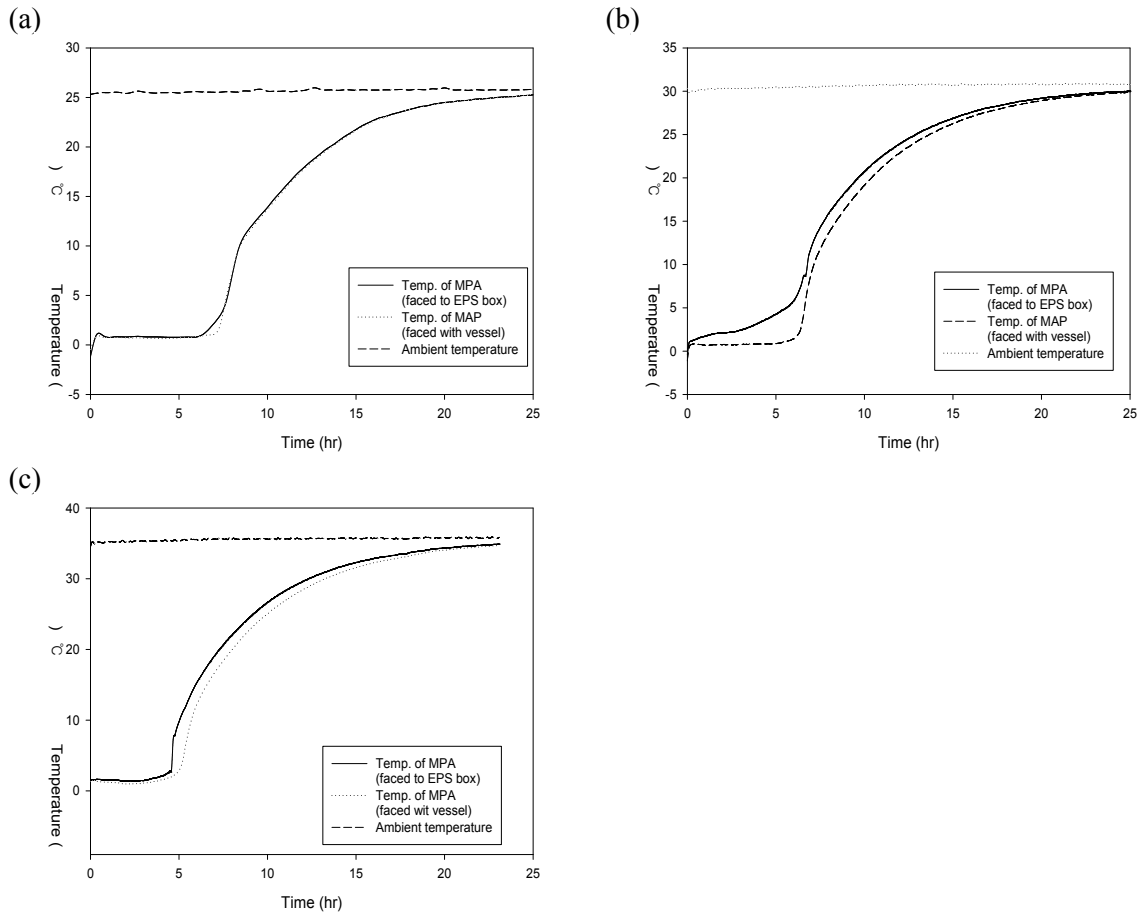 (a)
30
25
20
15
10
5
0
-5
Temperature ( ℃ )
0 5 10 15 20 25
Time (hr)
Temp. of MPA
(faced to EPS box)
Temp. of MAP
(faced with vessel)
Ambient temperature
(b)
35
30
25
20
15
10
5
0
-5
Temperature ( ℃ )
0 5 10 15 20 25
Time (hr)
Temp. of MPA
(faced to EPS box)
Temp. of MAP
(faced with vessel)
Ambient temperature
(c)
40
30
20
10
0
Temperature ( ℃ )
0 5 10 15 20 25
Time (hr)
Temp. of MPA
(faced to EPS box)
Temp. of MPA
(faced wit vessel)
Ambient temperature